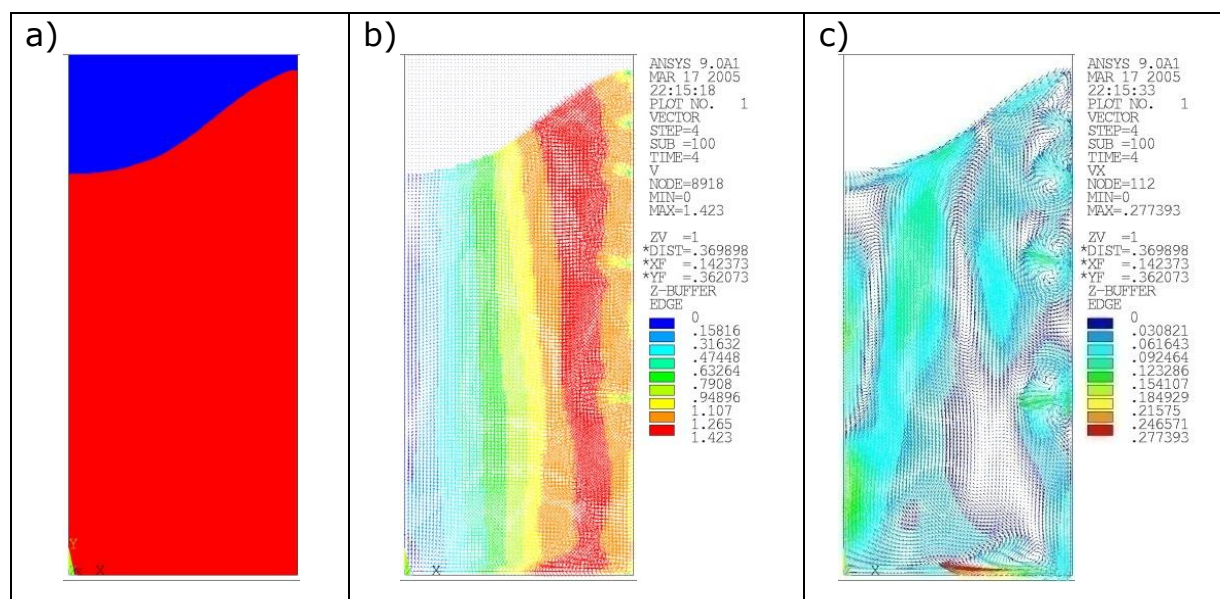 a)
Y
X
b)
X
ANSYS 9.0A1
MAR 17 2005
22:15:18
PLOT NO. 1
VECTOR
STEP=4
SUB =100
TIME=4
V
NODE=8918
MIN=0
MAX=1.423
ZV =1
*DIST=.369898
*XF =.142373
*YF =.362073
Z-BUFFER
EDGE
0
.15816
.31632
.47448
.63264
.7908
.94896
1.107
1.265
1.423
c)
X
ANSYS 9.0A1
MAR 17 2005
22:15:33
PLOT NO. 1
VECTOR
STEP=4
SUB =100
TIME=4
VX
NODE=112
MIN=0
MAX=.277393
ZV =1
*DIST=.369898
*XF =.142373
*YF =.362073
Z-BUFFER
EDGE
0
.030821
.061643
.092464
.123286
.154107
.184929
.21575
.246571
.277393